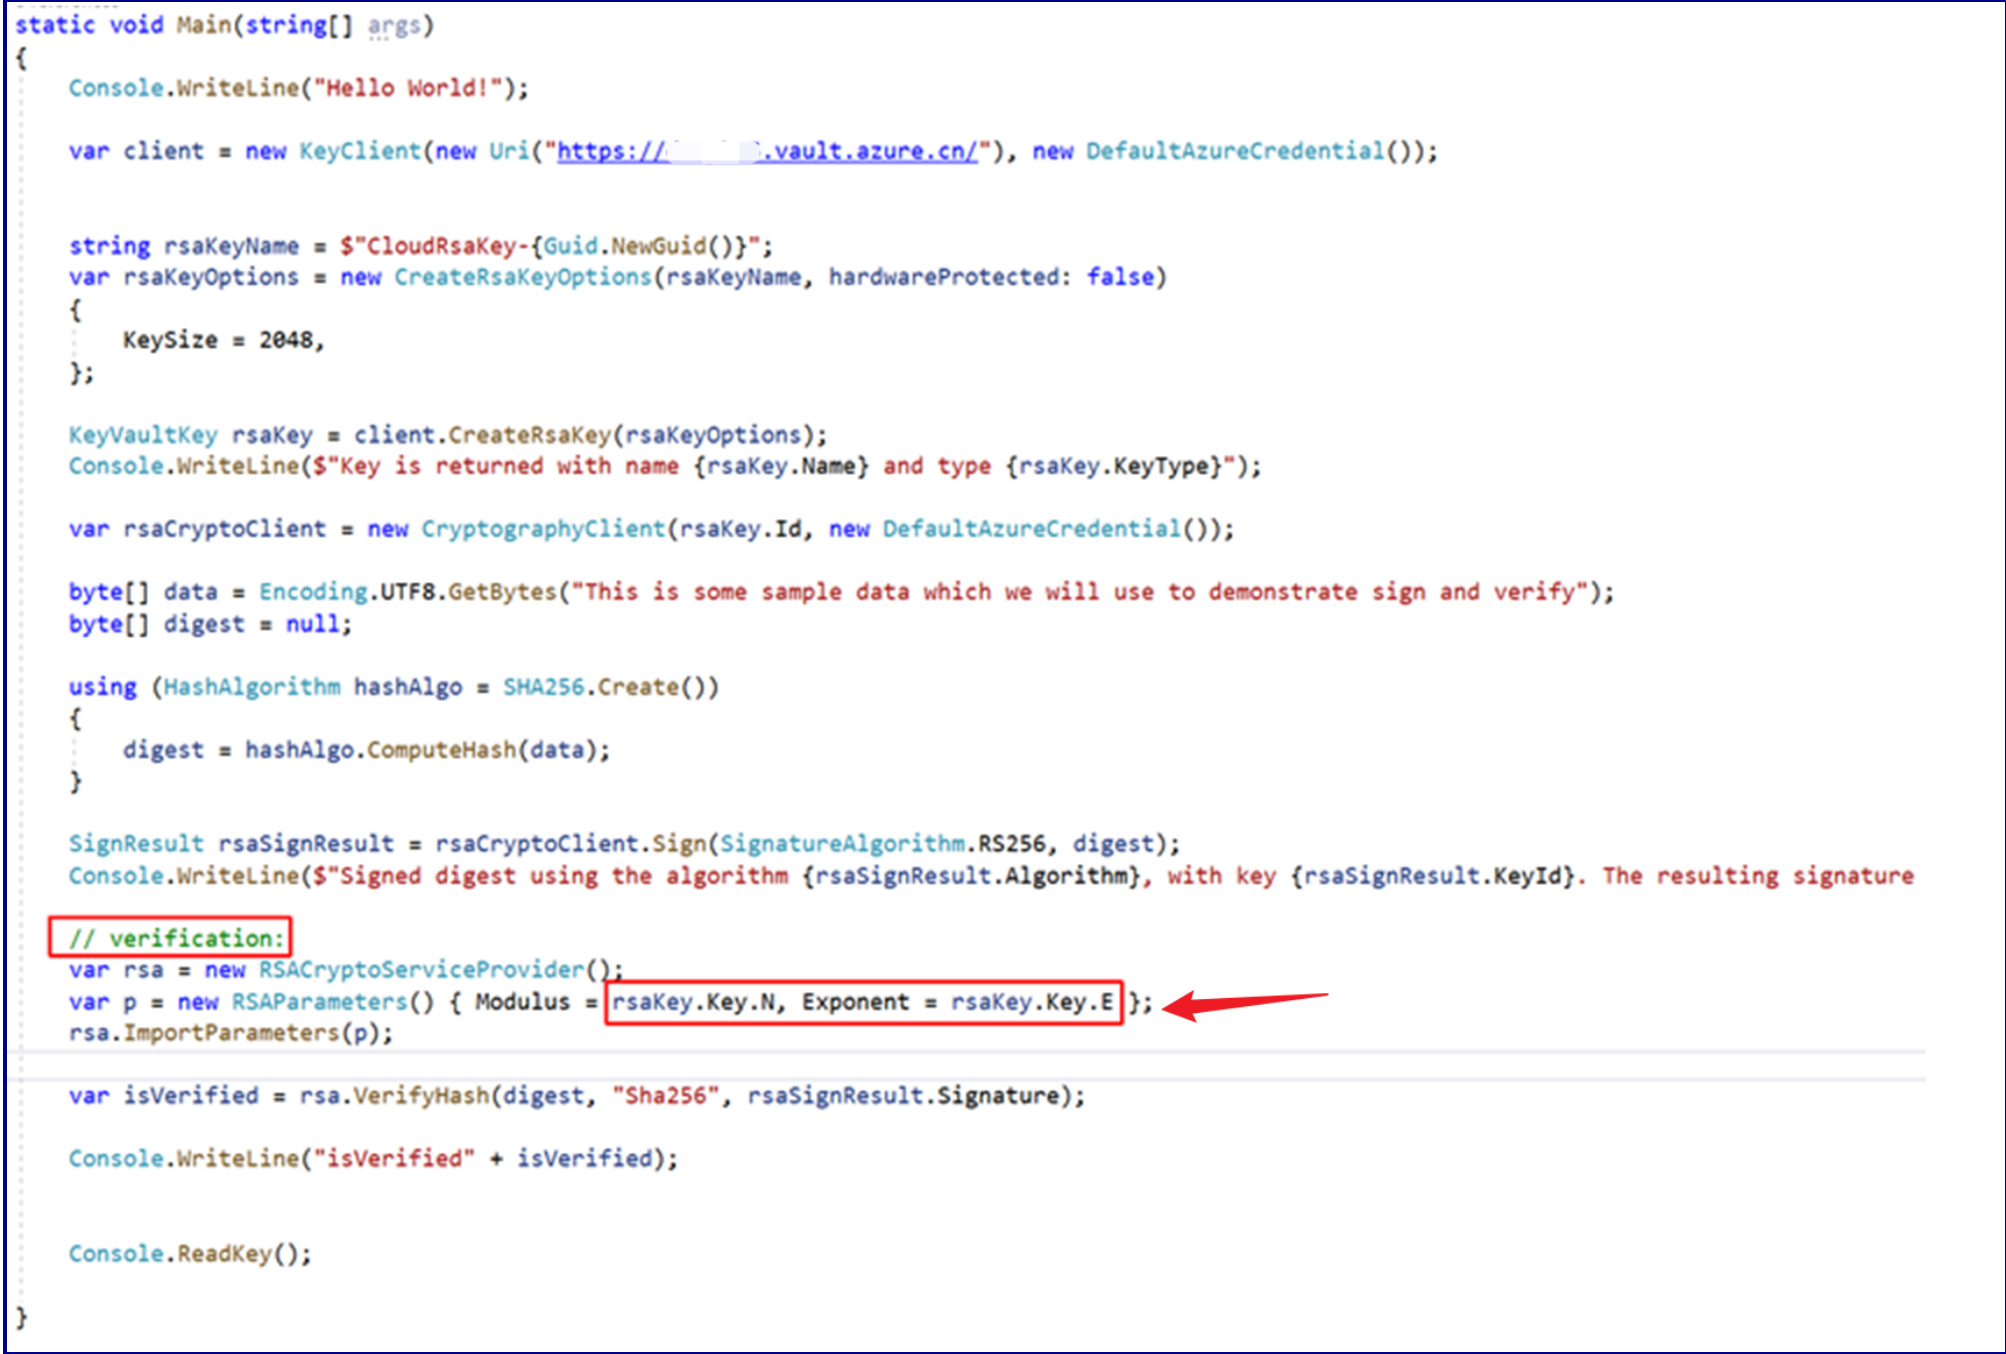 static void Main(string[] args)
{
Console.WriteLine("Hello World!");
var client = new KeyClient(new Uri("https:// .vault.azure.cn/"), new DefaultAzureCredential());
string rsaKeyName = $"CloudRsaKey-{Guid.NewGuid()}";
var rsaKeyOptions = new CreateRsaKeyOptions(rsaKeyName, hardwareProtected: false)
{
KeySize = 2048,
};
KeyVaultKey rsaKey = client.CreateRsaKey(rsaKeyOptions);
Console.WriteLine($"Key is returned with name {rsaKey.Name} and type {rsaKey.KeyType}");
var rsaCryptoClient = new CryptographyClient(rsaKey.Id, new DefaultAzureCredential());
byte[] data = Encoding.UTF8.GetBytes("This is some sample data which we will use to demonstrate sign and verify");
byte[] digest = null;
using (HashAlgorithm hashAlgo = SHA256.Create())
{
digest = hashAlgo.ComputeHash(data);
}
SignResult rsaSignResult = rsaCryptoClient.Sign(SignatureAlgorithm.RS256, digest);
Console.WriteLine($"Signed digest using the algorithm {rsaSignResult.Algorithm}, with key {rsaSignResult.KeyId}. The resulting signature
// verification:
var rsa = new RSACryptoServiceProvider();
var p = new RSAParameters() { Modulus = rsaKey.Key.N, Exponent = rsaKey.Key.E };
rsa.ImportParameters(p);
var isVerified = rsa.VerifyHash(digest, "Sha256", rsaSignResult.Signature);
Console.WriteLine("isVerified" + isVerified);
Console.ReadKey();
}